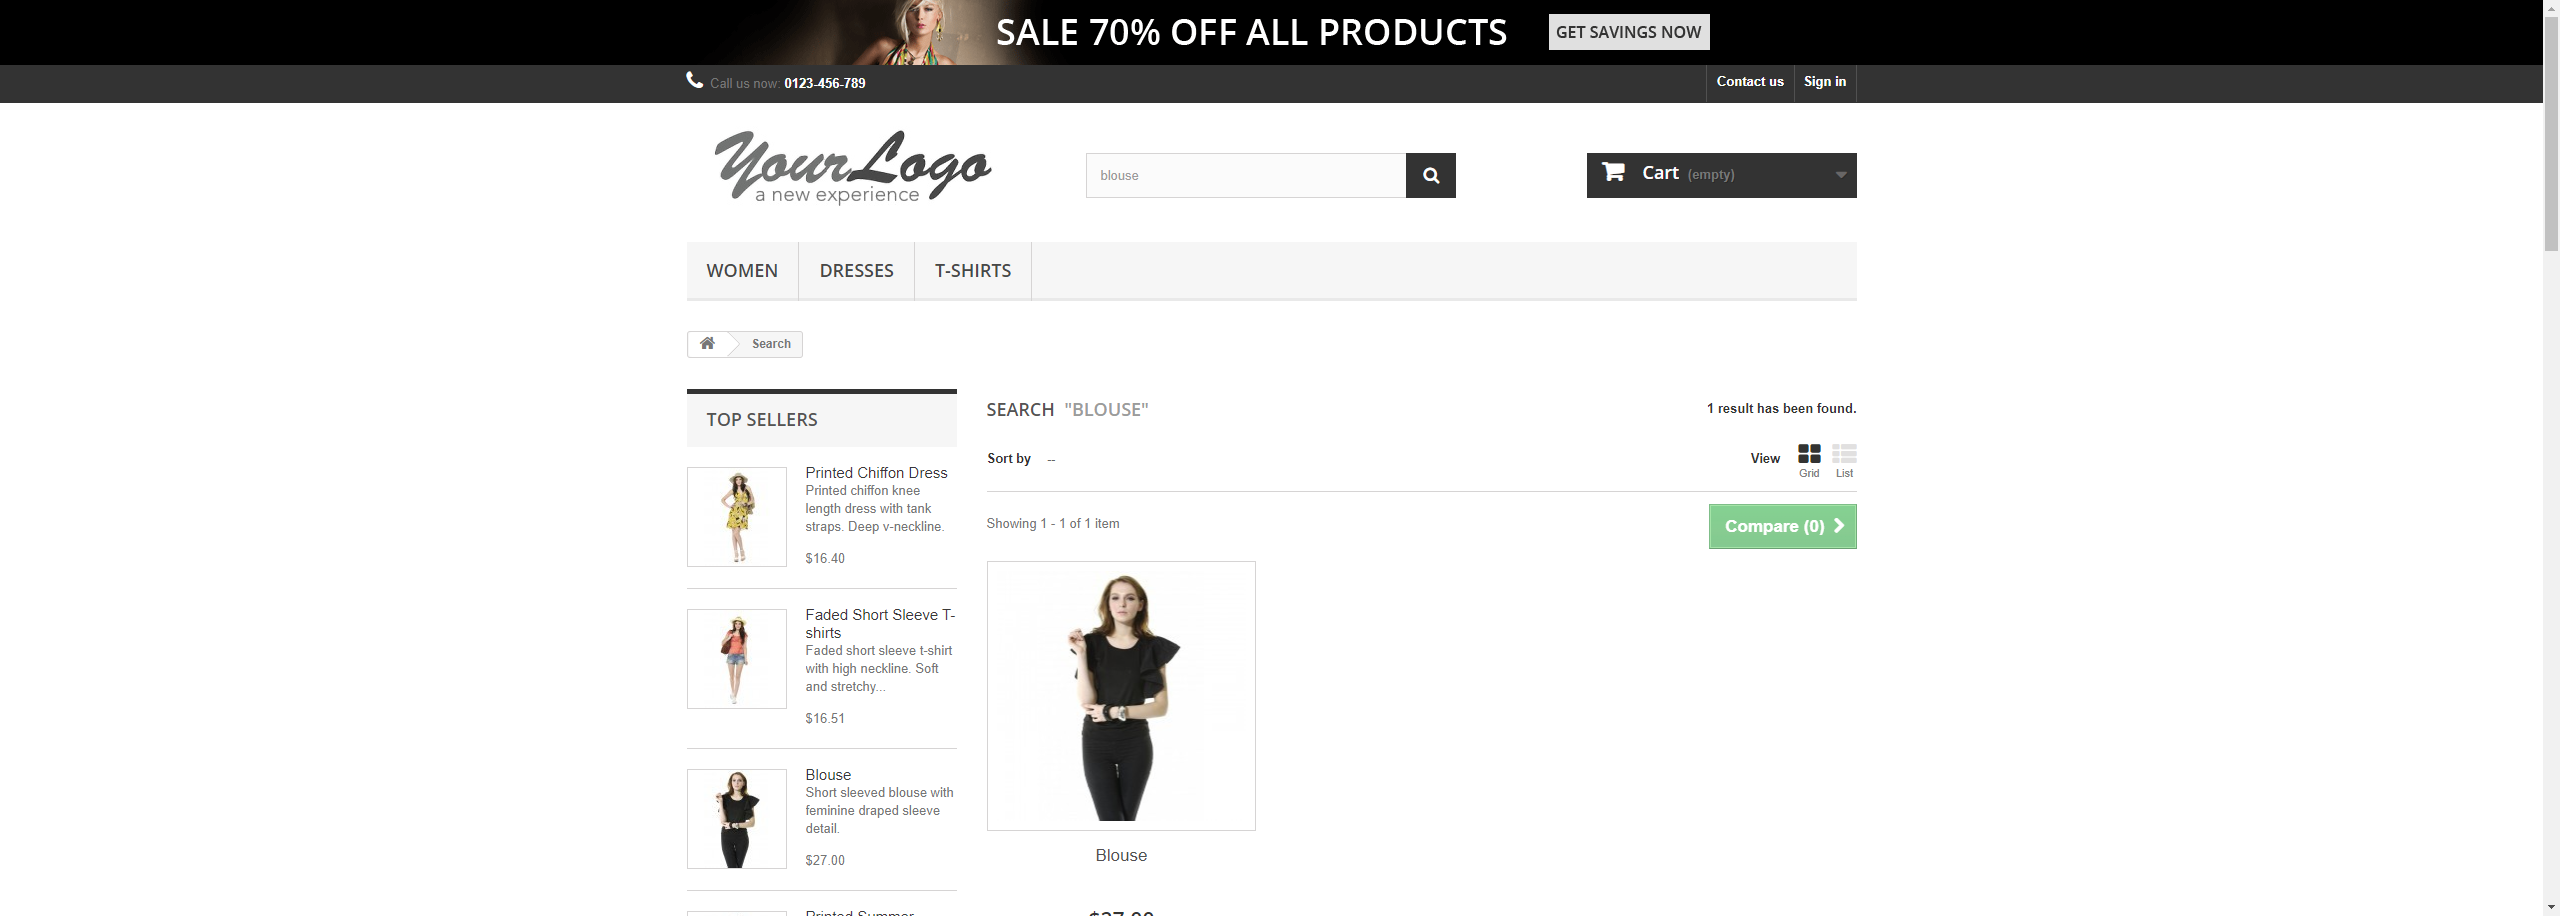 SALE 70% OFF ALL PRODUCTS GET SAVINGS NOW
Call us now: 0123-456-789
Contact us Sign in
YourLogo
a new experience
blouse
Cart (empty)
WOMEN DRESSES T-SHIRTS
Search
TOP SELLERS
Printed Chiffon Dress
Printed chiffon knee
length dress with tank
straps. Deep v-neckline.
$16.40
Faded Short Sleeve T-
shirts
Faded short sleeve t-shirt
with high neckline. Soft
and stretchy...
$16.51
Blouse
Short sleeved blouse with
feminine draped sleeve
detail.
$27.00
Printed Summer
SEARCH "BLOUSE"
1 result has been found.
Sort by --
View
Grid List
Showing 1 - 1 of 1 item
Compare (0)
Blouse
$27.00